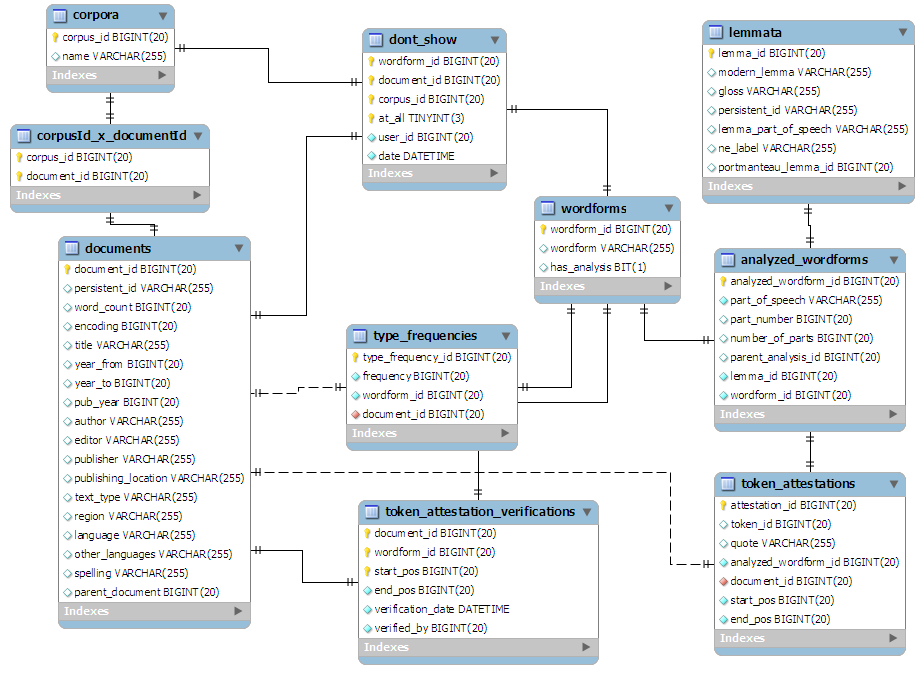 corpora
corpus_id BIGINT(20)
name VARCHAR(255)
Indexes
corpusId_x_documentId
corpus_id BIGINT(20)
document_id BIGINT(20)
Indexes
documents
document_id BIGINT(20)
persistent_id VARCHAR(255)
word_count BIGINT(20)
encoding BIGINT(20)
title VARCHAR(255)
year_from BIGINT(20)
year_to BIGINT(20)
pub_year BIGINT(20)
author VARCHAR(255)
editor VARCHAR(255)
publisher VARCHAR(255)
publishing_location VARCHAR(255)
text_type VARCHAR(255)
region VARCHAR(255)
language VARCHAR(255)
other_languages VARCHAR(255)
spelling VARCHAR(255)
parent_document BIGINT(20)
Indexes
dont_show
wordform_id BIGINT(20)
document_id BIGINT(20)
corpus_id BIGINT(20)
at_all TINYINT(3)
user_id BIGINT(20)
date DATETIME
Indexes
wordforms
wordform_id BIGINT(20)
wordform VARCHAR(255)
has_analysis BIT(1)
Indexes
type_frequencies
type_frequency_id BIGINT(20)
frequency BIGINT(20)
wordform_id BIGINT(20)
document_id BIGINT(20)
Indexes
token_attestation_verifications
document_id BIGINT(20)
wordform_id BIGINT(20)
start_pos BIGINT(20)
end_pos BIGINT(20)
verification_date DATETIME
verified_by BIGINT(20)
Indexes
lemmata
lemma_id BIGINT(20)
modern_lemma VARCHAR(255)
gloss VARCHAR(255)
persistent_id VARCHAR(255)
lemma_part_of_speech VARCHAR(255)
ne_label VARCHAR(255)
portmanteau_lemma_id BIGINT(20)
Indexes
analyzed_wordforms
analyzed_wordform_id BIGINT(20)
part_of_speech VARCHAR(255)
part_number BIGINT(20)
number_of_parts BIGINT(20)
parent_analysis_id BIGINT(20)
lemma_id BIGINT(20)
wordform_id BIGINT(20)
Indexes
token_attestations
attestation_id BIGINT(20)
token_id BIGINT(20)
quote VARCHAR(255)
analyzed_wordform_id BIGINT(20)
document_id BIGINT(20)
start_pos BIGINT(20)
end_pos BIGINT(20)
Indexes